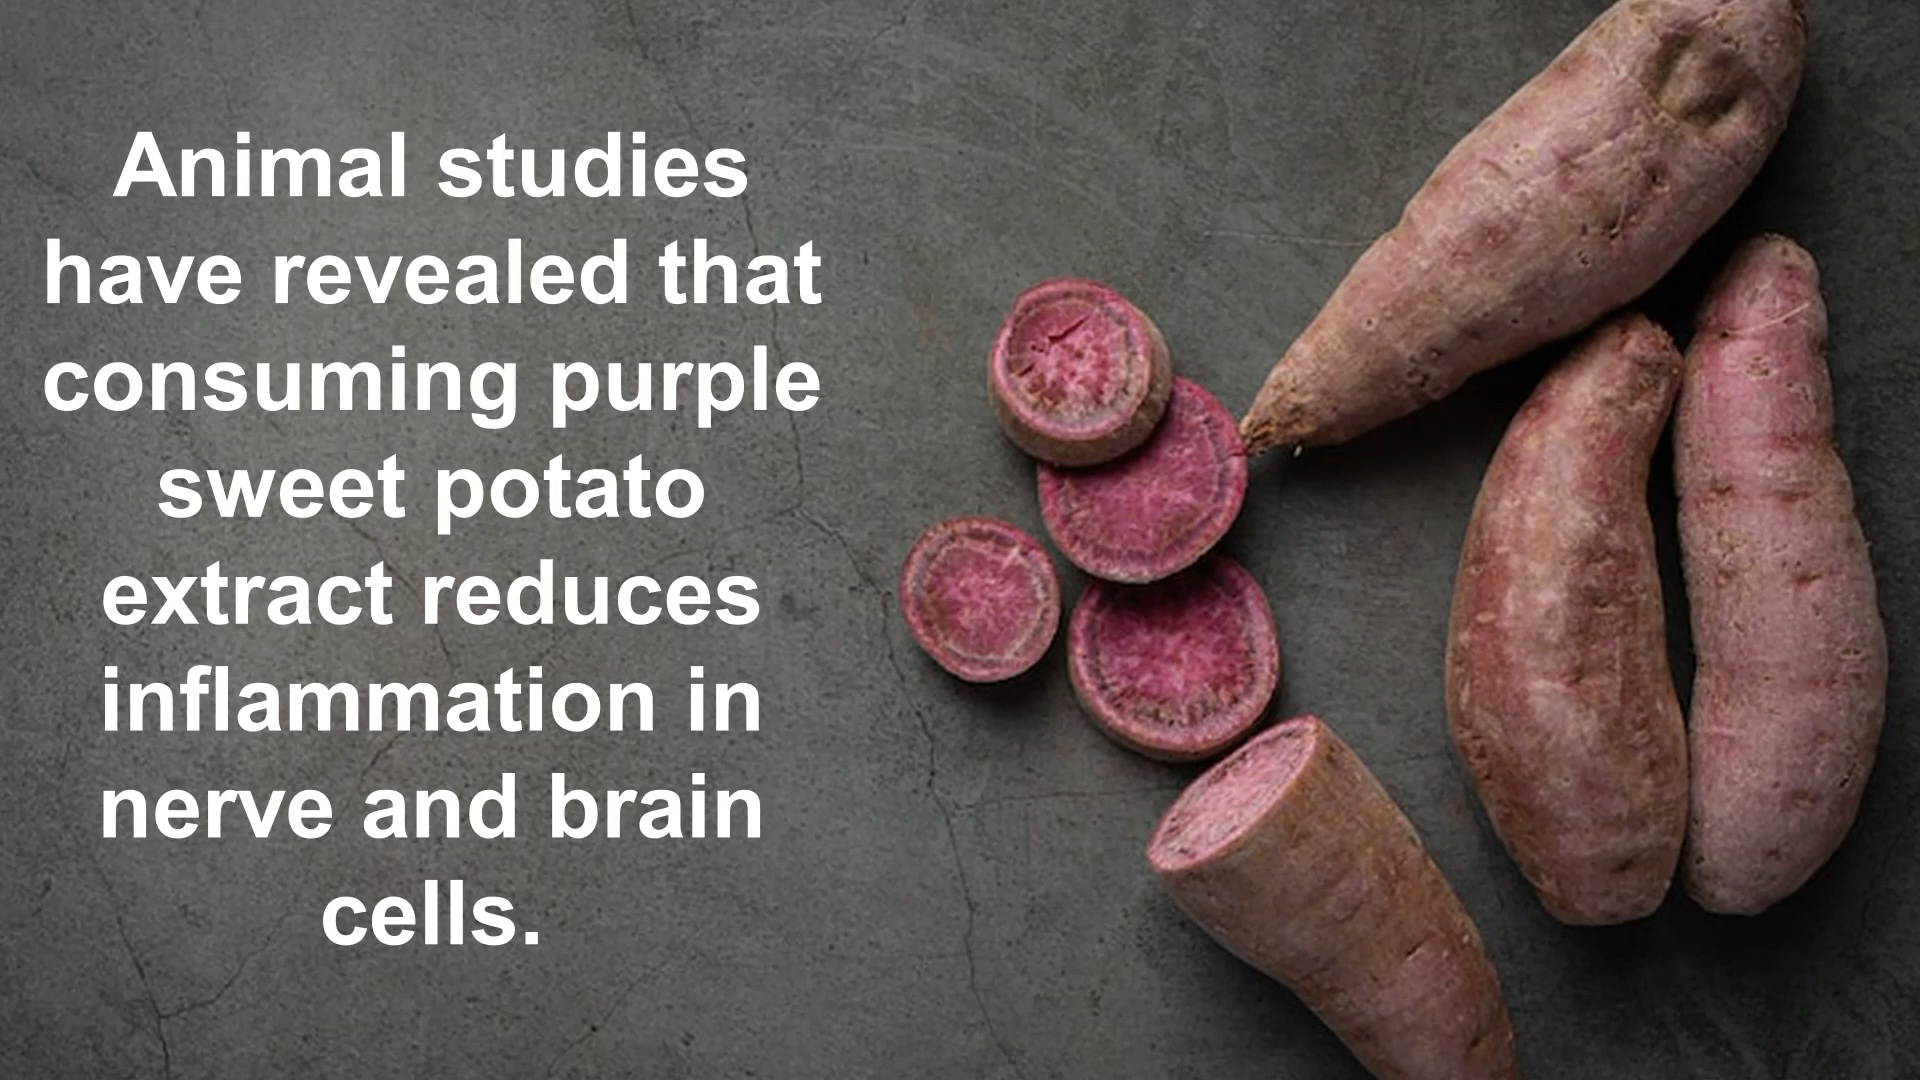 Animal studies
have revealed that
consuming purple
sweet potato
extract reduces
inflammation in
nerve and brain
cells.